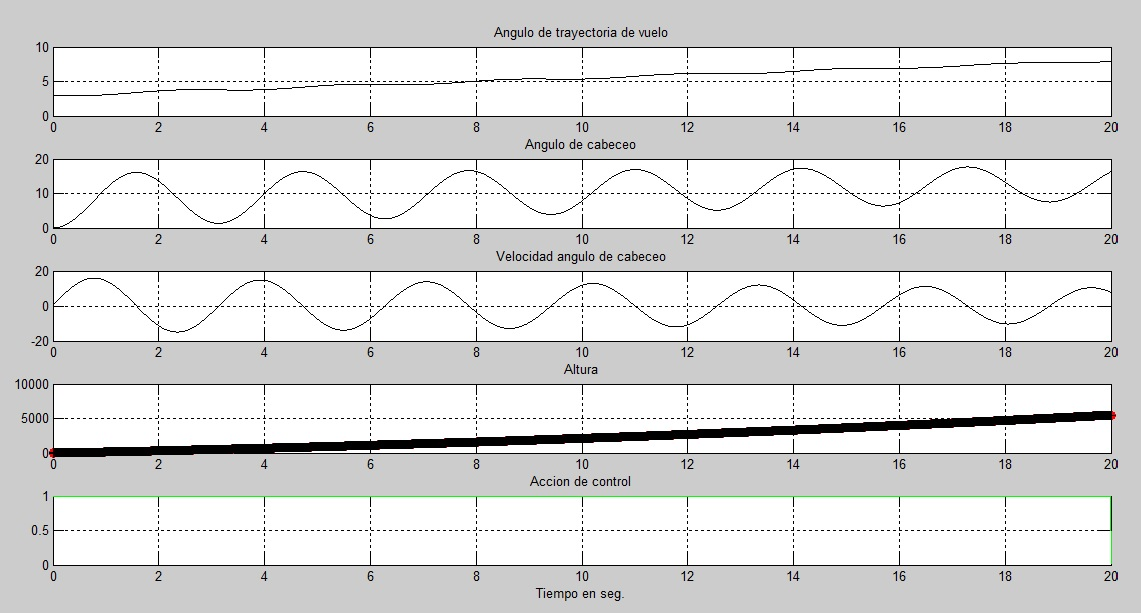 Angulo de trayectoria de vuelo
10
5
0
0 2 4 6 8 10 12 14 16 18 20
Angulo de cabeceo
20
10
0
0 2 4 6 8 10 12 14 16 18 20
Velocidad angulo de cabeceo
20
0
-20
0 2 4 6 8 10 12 14 16 18 20
Altura
10000
5000
0
0 2 4 6 8 10 12 14 16 18 20
Accion de control
1
0.5
0
0 2 4 6 8 10 12 14 16 18 20
Tiempo en seg.